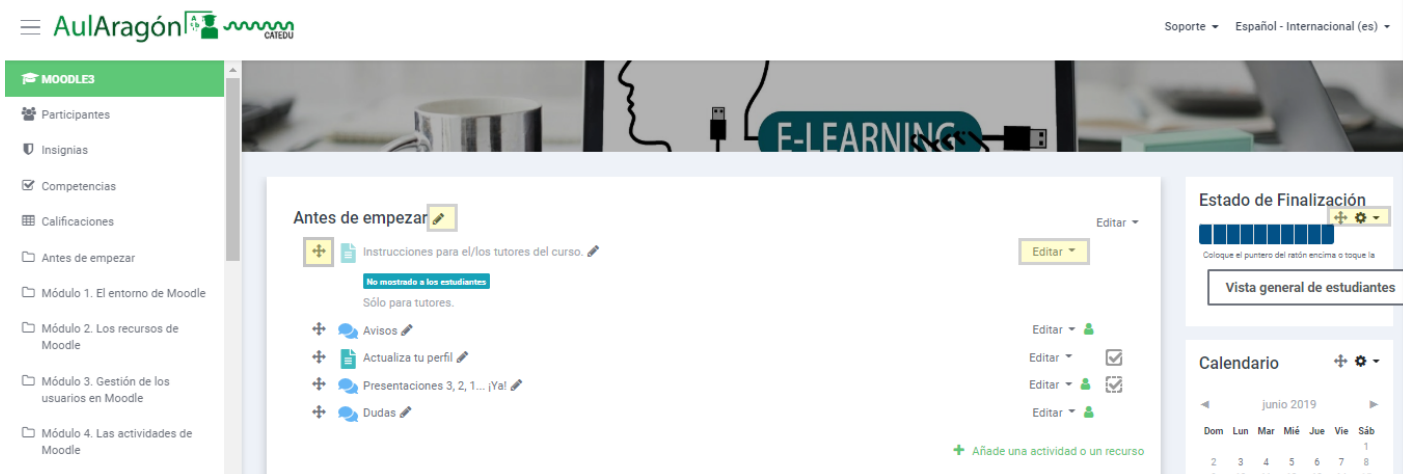 AulAragón
CATEDU
Soporte
Español - Internacional (es)
MOODLE3
Participantes
Insignias
Competencias
Calificaciones
Antes de empezar
Módulo 1. El entorno de Moodle
Módulo 2. Los recursos de
Moodle
Módulo 3. Gestión de los
usuarios en Moodle
Módulo 4. Las actividades de
Moodle
E-LEARNING
Antes de empezar
Editar
Instrucciones para el/los tutores del curso.
Editar
No mostrado a los estudiantes
Sólo para tutores.
Avisos
Editar
Actualiza tu perfil
Editar
Presentaciones 3, 2, 1... ¡Ya!
Editar
Dudas
Editar
+ Añade una actividad o un recurso
Estado de Finalización
Coloque el puntero del ratón encima o toque la
Vista general de estudiantes
Calendario
◄ junio 2019 ►
Dom Lun Mar Mié Jue Vie Sáb
1
2 3 4 5 6 7 8